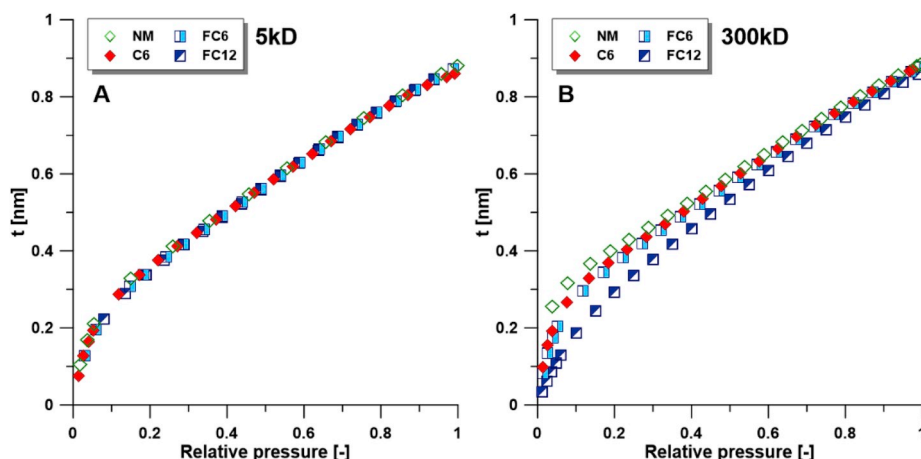 NM FC6
C6 FC12
5kD
A
1
0.8
0.6
0.4
0.2
0
t [nm]
0 0.2 0.4 0.6 0.8 1
Relative pressure [-]
NM FC6
C6 FC12
300kD
B
1
0.8
0.6
0.4
0.2
0
t [nm]
0 0.2 0.4 0.6 0.8 1
Relative pressure [-]